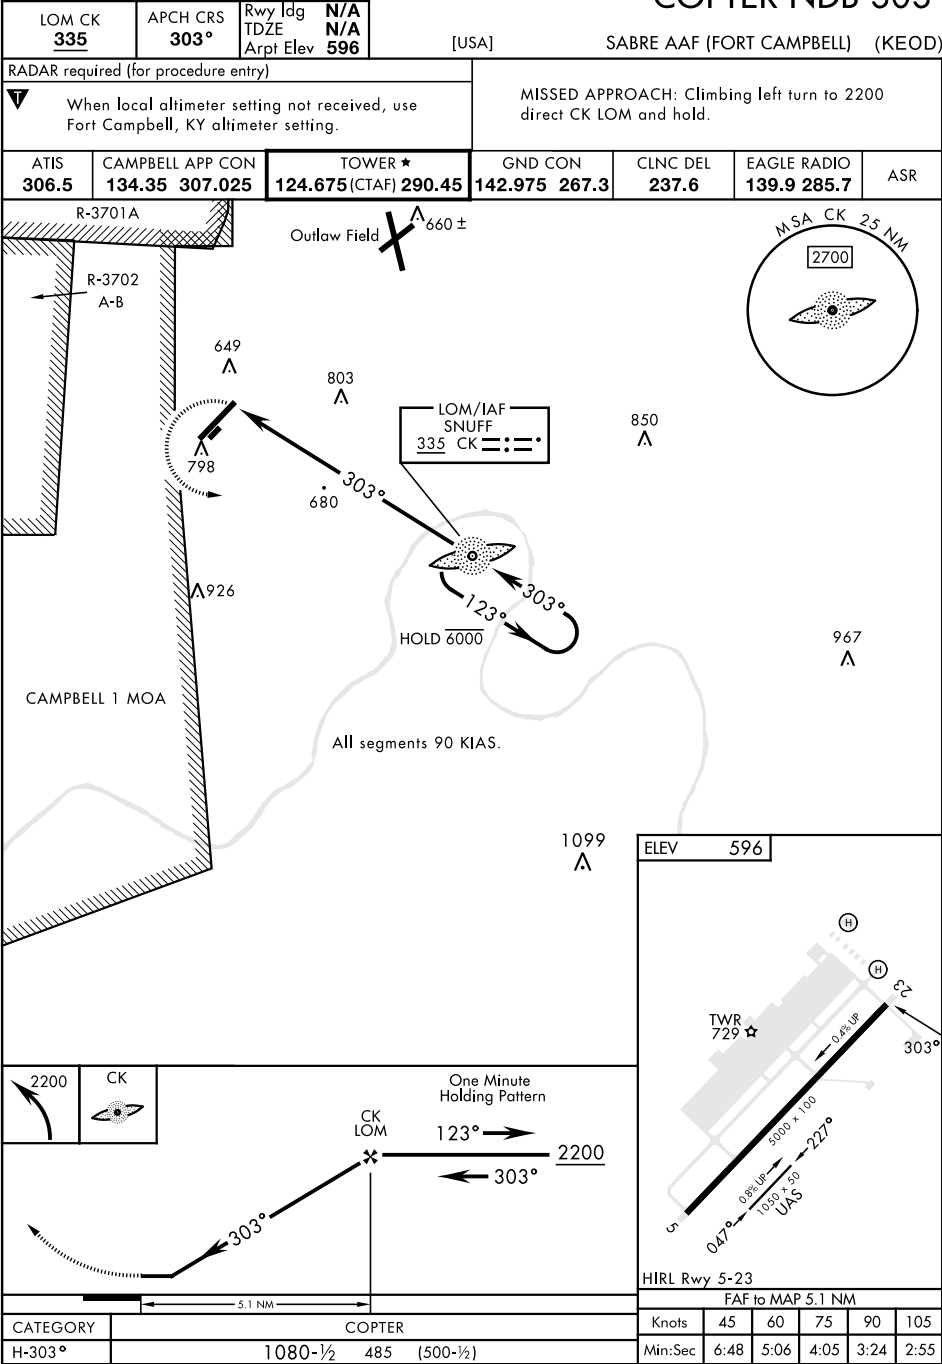 COPTER NDB 303°
LOM CK
335
APCH CRS
303°
Rwy ldg N/A
TDZE N/A
Arpt Elev 596
[USA]
SABRE AAF (FORT CAMPBELL) (KEOD)
RADAR required (for procedure entry)
T
When local altimeter setting not received, use
Fort Campbell, KY altimeter setting.
MISSED APPROACH: Climbing left turn to 2200
direct CK LOM and hold.
ATIS
306.5
CAMPBELL APP CON
134.35 307.025
TOWER ★
124.675 (CTAF) 290.45
GND CON
142.975 267.3
CLNC DEL
237.6
EAGLE RADIO
139.9 285.7
ASR
R-3701A
Outlaw Field
660 ±
MSA CK 25 NM
2700
R-3702
A-B
649
803
LOM/IAF
SNUFF
335 CK
850
798
303°
680
926
303°
123°
HOLD 6000
967
CAMPBELL 1 MOA
All segments 90 KIAS.
1099
ELEV 596
H
H
23
TWR
729
0.4% UP
303°
5000 x 100
227°
0.8% UP
1050 x 50
UAS
047°
5
HIRL Rwy 5-23
2200
CK
One Minute
Holding Pattern
CK
LOM
123°
2200
303°
303°
5.1 NM
FAF to MAP 5.1 NM
Knots 45 60 75 90 105
Min:Sec 6:48 5:06 4:05 3:24 2:55
CATEGORY COPTER
H-303° 1080-½ 485 (500-½)